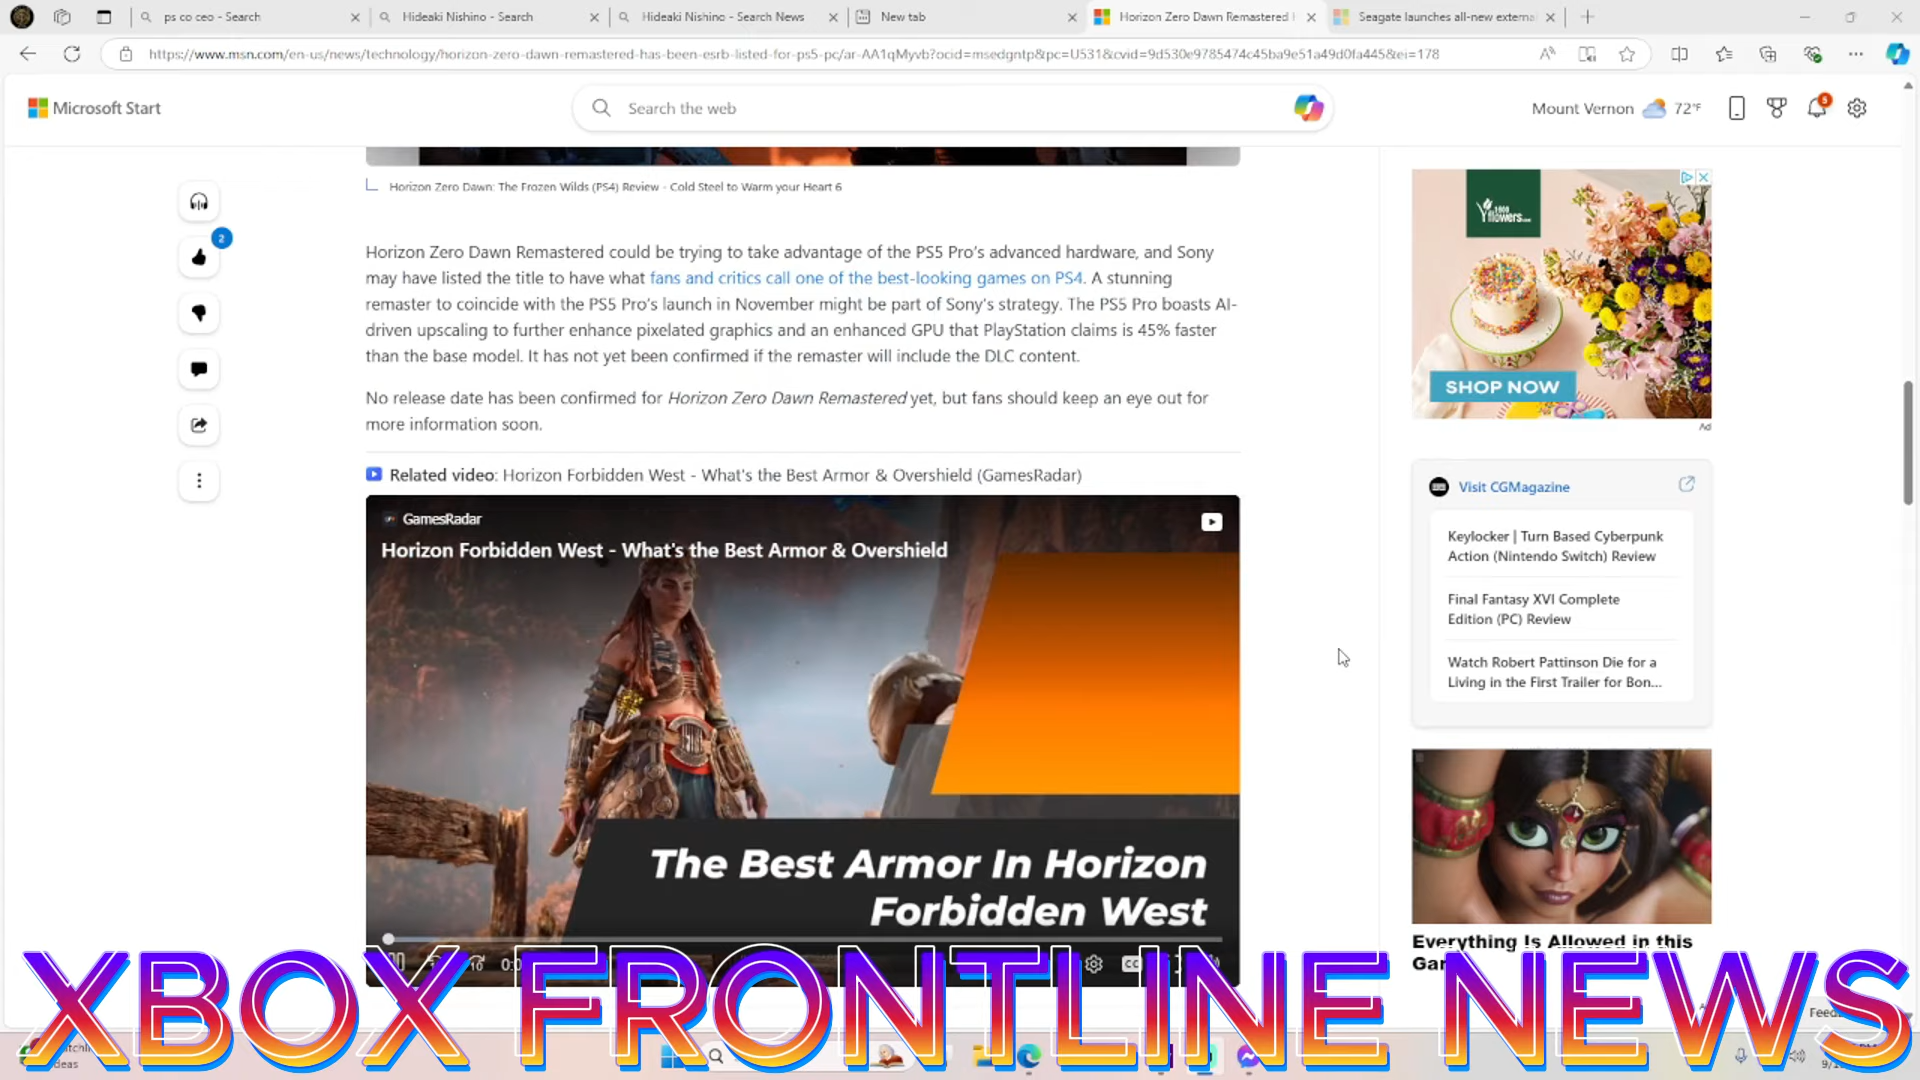 ps co ceo - Search
Hideaki Nishino - Search
Hideaki Nishino - Search News
New tab
Horizon Zero Dawn Remastered
Seagate launches all-new externa
https://www.msn.com/en-us/news/technology/horizon-zero-dawn-remastered-has-been-esrb-listed-for-ps5-pc/ar-AA1qMyvb?ocid=msedgntp&pc=U531&cvid=9d530e9785474c45ba9e51a49d0fa445&ei=178
Microsoft Start
Search the web
Mount Vernon
72°F
5
Horizon Zero Dawn: The Frozen Wilds (PS4) Review - Cold Steel to Warm your Heart 6
2
Horizon Zero Dawn Remastered could be trying to take advantage of the PS5 Pro's advanced hardware, and Sony
may have listed the title to have what fans and critics call one of the best-looking games on PS4. A stunning
remaster to coincide with the PS5 Pro's launch in November might be part of Sony's strategy. The PS5 Pro boasts AI-
driven upscaling to further enhance pixelated graphics and an enhanced GPU that PlayStation claims is 45% faster
than the base model. It has not yet been confirmed if the remaster will include the DLC content.
No release date has been confirmed for Horizon Zero Dawn Remastered yet, but fans should keep an eye out for
more information soon.
Related video: Horizon Forbidden West - What's the Best Armor & Overshield (GamesRadar)
GamesRadar
Horizon Forbidden West - What's the Best Armor & Overshield
The Best Armor In Horizon
Forbidden West
flowers.com
SHOP NOW
Ad
Visit CGMagazine
Keylocker | Turn Based Cyberpunk
Action (Nintendo Switch) Review
Final Fantasy XVI Complete
Edition (PC) Review
Watch Robert Pattinson Die for a
Living in the First Trailer for Bon...
Everything Is Allowed in this
XBOX FRONTLINE NEWS